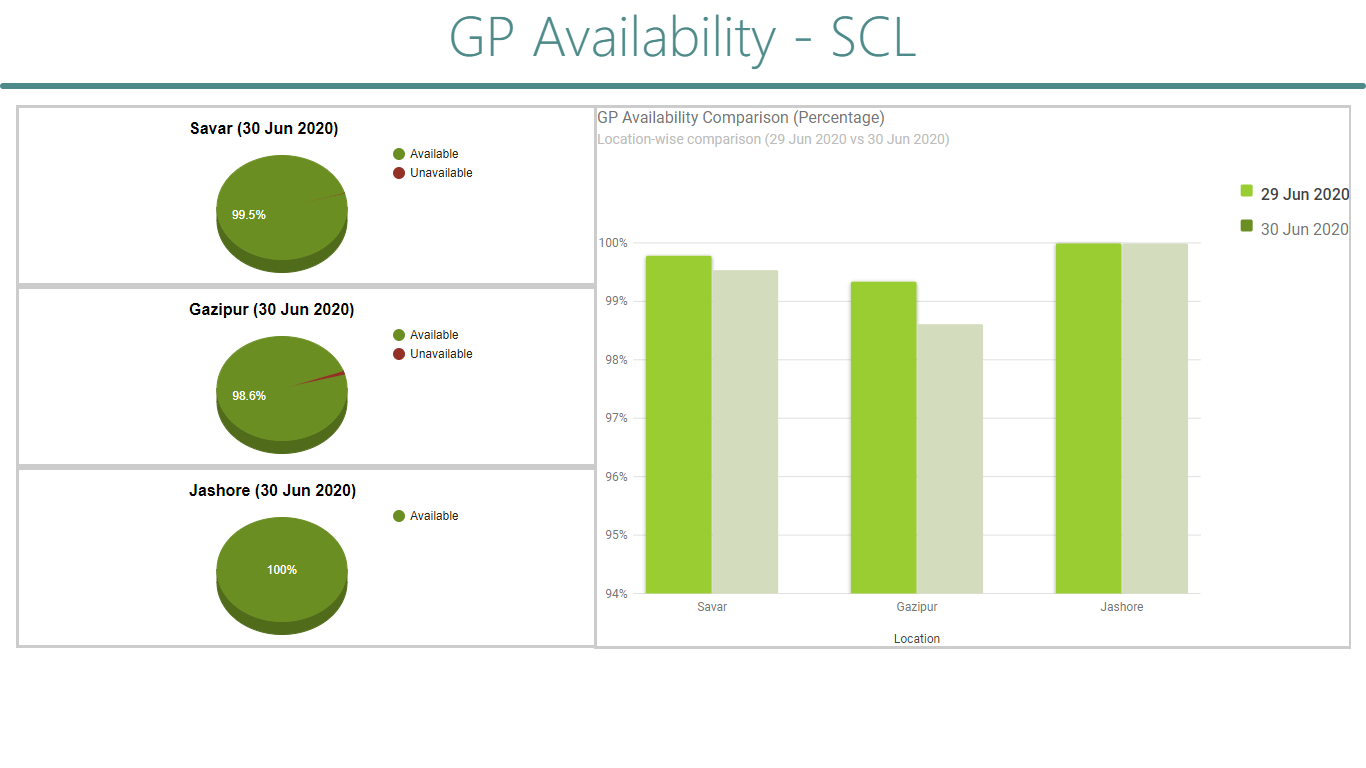 GP Availability - SCL
Savar (30 Jun 2020)
Available
Unavailable
99.5%
Gazipur (30 Jun 2020)
Available
Unavailable
98.6%
Jashore (30 Jun 2020)
Available
100%
GP Availability Comparison (Percentage)
Location-wise comparison (29 Jun 2020 vs 30 Jun 2020)
29 Jun 2020
30 Jun 2020
100%
99%
98%
97%
96%
95%
94%
Savar Gazipur Jashore
Location